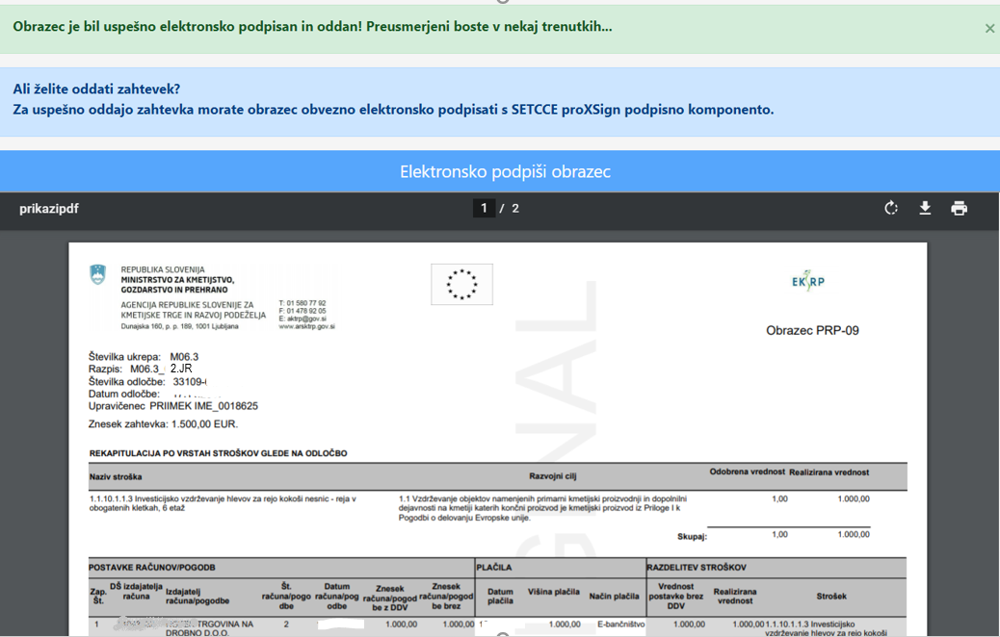 Obrazec je bil uspešno elektronsko podpisan in oddan! Preusmerjeni boste v nekaj trenutkih...
×
Ali želite oddati zahtevek?
Za uspešno oddajo zahtevka morate obrazec obvezno elektronsko podpisati s SETCCE proXSign podpisno komponento.
Elektronsko podpiši obrazec
prikazipdf
1 / 2
REPUBLIKA SLOVENIJA
MINISTRSTVO ZA KMETIJSTVO,
GOZDARSTVO IN PREHRANO
AGENCIJA REPUBLIKE SLOVENIJE ZA
KMETIJSKE TRGE IN RAZVOJ PODEŽELJA
Dunajska 160, p. p. 189, 1001 Ljubljana
T: 01 580 77 92
F: 01 478 92 05
E: aktrp@gov.si
www.arsktrp.gov.si
EKSRP
Obrazec PRP-09
Številka ukrepa: M06.3
Razpis: M06.3_ 2.JR
Številka odločbe: 33109-
Datum odločbe:
Upravičenec PRIIMEK IME_0018625
Znesek zahtevka: 1.500,00 EUR.
REKAPITULACIJA PO VRSTAH STROŠKOV GLEDE NA ODLOČBO
Naziv stroška Razvojni cilj Odobrena vrednost Realizirana vrednost
1.1.10.1.1.3 Investicijsko vzdrževanje hlevov za rejo kokoši nesnic - reja v
obogatenih kletkah, 6 etaž
1.1 Vzdrževanje objektov namenjenih primarni kmetijski proizvodnji in dopolnilni
dejavnosti na kmetiji katerih končni proizvod je kmetijski proizvod iz Priloge I k
Pogodbi o delovanju Evropske unije.
1,00 1.000,00
Skupaj: 1,00 1.000,00
POSTAVKE RAČUNOV/POGODB PLAČILA RAZDELITEV STROŠKOV
Zap.
Št.
DŠ izdajatelja
računa
Izdajatelj
računa/pogodbe
Št.
računa/pogo
dbe
Datum
računa/pog
odbe
Znesek
računa/pogod
be z DDV
Znesek
računa/pogod
be brez
Datum
plačila
Višina plačila
Način plačila
Vrednost
postavke brez
DDV
Realizirana
vrednost
Strošek
1 TRGOVINA NA
DROBNO D.O.O.
2 1.000,00 1.000,00 1.000,00 E-bančništvo 1.000,00 1.000,00 1.1.10.1.1.3 Investicijsko
vzdrževanje hlevov za rejo kokoši